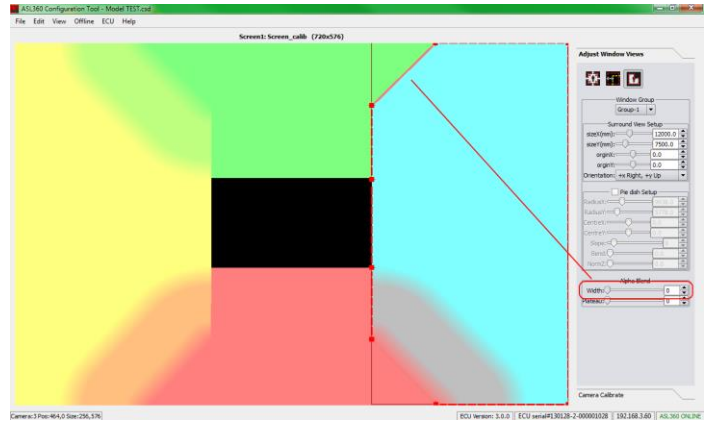 ASL360 Configuration Tool - Model TEST.csd
File Edit View Offline ECU Help
Screen1: Screen_calib (720x576)
Adjust Window Views
Window Group
Group-1
Surround View Setup
sizeX(mm): 12000.0
sizeY(mm): 7500.0
orginX: 0.0
orginY: 0.0
Orientation: +x Right, +y Up
Pie dish Setup
RadiusX:
RadiusY:
CentreX:
CentreY:
Slope:
Bend:
NormZ:
Alpha Blend
Width: 0
Plateau: 0
Camera Calibrate
Camera:3 Pos:464,0 Size:256,576
ECU Version: 3.0.0 ECU serial#130128-2-000001028 192.168.3.60 ASL360 ONLINE